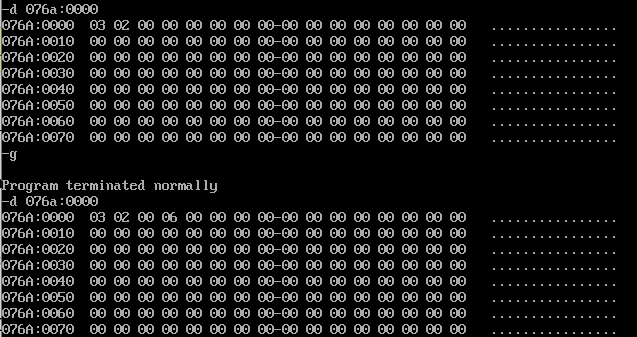 -d 076a:0000
076A:0000  03 02 00 00 00 00 00 00-00 00 00 00 00 00 00 00   ................
076A:0010  00 00 00 00 00 00 00 00-00 00 00 00 00 00 00 00   ................
076A:0020  00 00 00 00 00 00 00 00-00 00 00 00 00 00 00 00   ................
076A:0030  00 00 00 00 00 00 00 00-00 00 00 00 00 00 00 00   ................
076A:0040  00 00 00 00 00 00 00 00-00 00 00 00 00 00 00 00   ................
076A:0050  00 00 00 00 00 00 00 00-00 00 00 00 00 00 00 00   ................
076A:0060  00 00 00 00 00 00 00 00-00 00 00 00 00 00 00 00   ................
076A:0070  00 00 00 00 00 00 00 00-00 00 00 00 00 00 00 00   ................
-g
Program terminated normally
-d 076a:0000
076A:0000  03 02 00 06 00 00 00 00-00 00 00 00 00 00 00 00   ................
076A:0010  00 00 00 00 00 00 00 00-00 00 00 00 00 00 00 00   ................
076A:0020  00 00 00 00 00 00 00 00-00 00 00 00 00 00 00 00   ................
076A:0030  00 00 00 00 00 00 00 00-00 00 00 00 00 00 00 00   ................
076A:0040  00 00 00 00 00 00 00 00-00 00 00 00 00 00 00 00   ................
076A:0050  00 00 00 00 00 00 00 00-00 00 00 00 00 00 00 00   ................
076A:0060  00 00 00 00 00 00 00 00-00 00 00 00 00 00 00 00   ................
076A:0070  00 00 00 00 00 00 00 00-00 00 00 00 00 00 00 00   ................